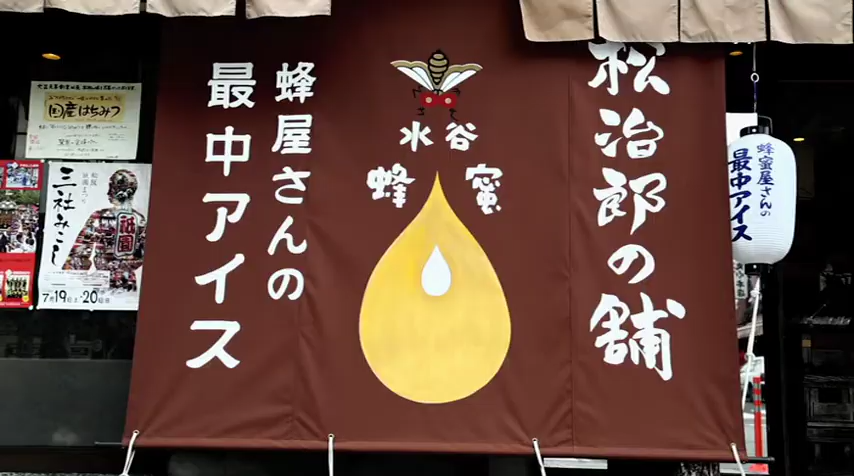 松治郎の舗
水谷
蜂蜜
蜂屋さんの
最中アイス
蜂蜜屋さんの
最中アイス
国産はちみつ
三社みこし
祇園
7月19日土・20日